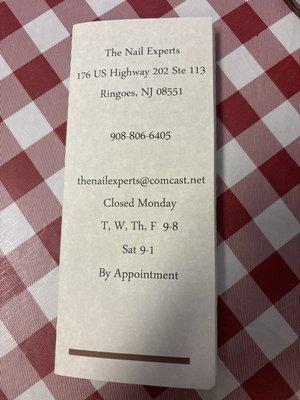 The Nail Experts
176 US Highway 202 Ste 113
Ringoes, NJ 08551
908-806-6405
thenailexperts@comcast.net
Closed Monday
T, W, Th, F 9-8
Sat 9-1
By Appointment